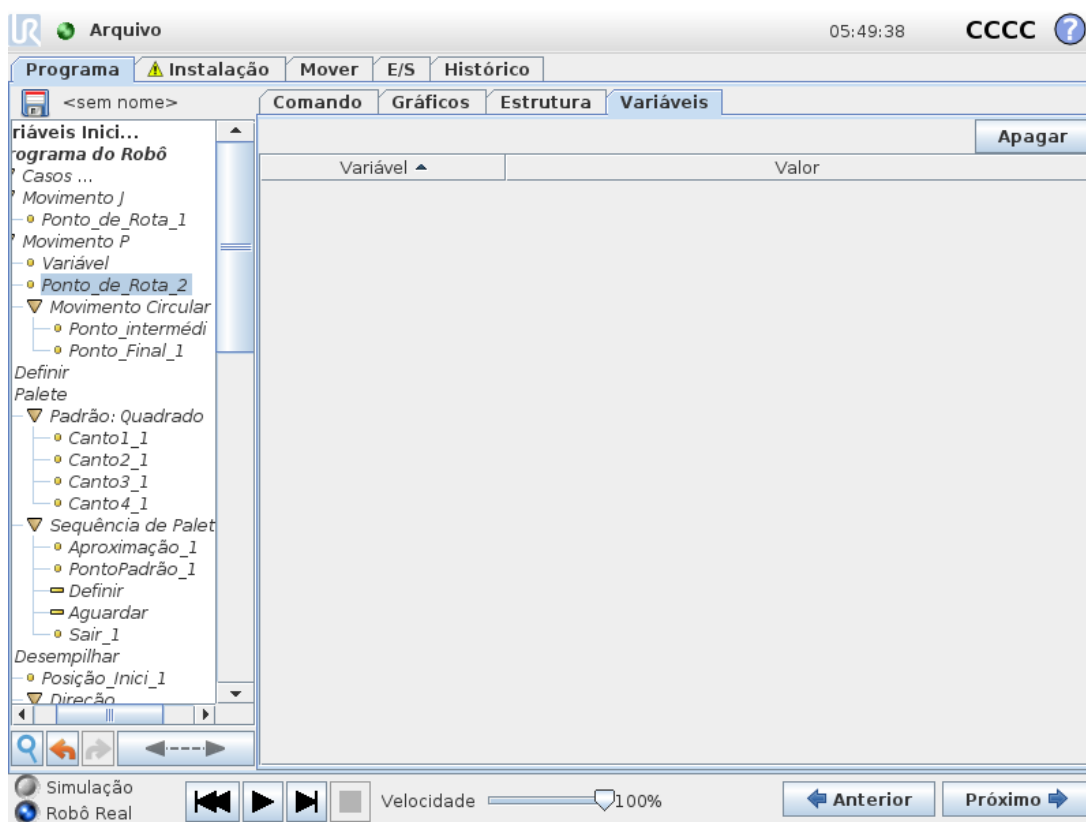 UR Arquivo 05:49:38 CCCC ?
Programa Instalação Mover E/S Histórico
<sem nome> Comando Gráficos Estrutura Variáveis
Apagar
Variável Valor
riáveis Inici...
rograma do Robô
Casos ...
Movimento J
Ponto_de_Rota_1
Movimento P
Variável
Ponto_de_Rota_2
Movimento Circular
Ponto_intermédi
Ponto_Final_1
Definir
Palete
Padrão: Quadrado
Canto1_1
Canto2_1
Canto3_1
Canto4_1
Sequência de Palet
Aproximação_1
PontoPadrão_1
Definir
Aguardar
Sair_1
Desempilhar
Posição_Inici_1
Direção
Simulação
Robô Real
Velocidade 100%
Anterior Próximo